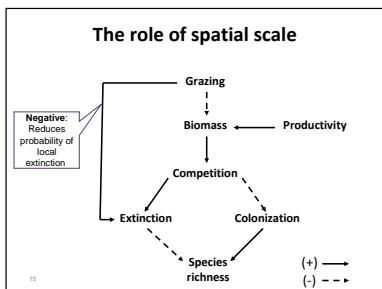 The role of spatial scale
Grazing
Negative:
Reduces
probability of
local
extinction
Biomass
Productivity
Competition
Extinction
Colonization
Species
richness
(+)
(-)
15